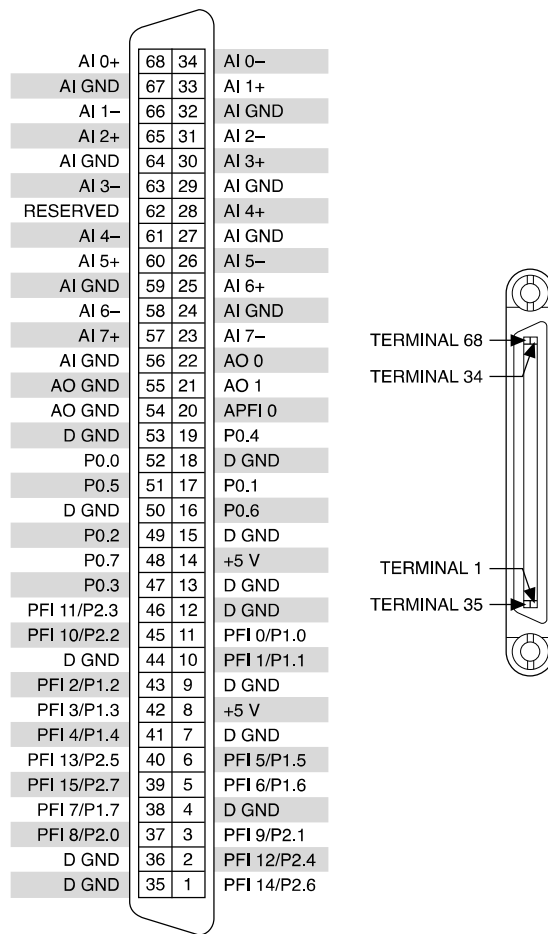 AI 0+ 68 34 AI 0–
AI GND 67 33 AI 1+
AI 1– 66 32 AI GND
AI 2+ 65 31 AI 2–
AI GND 64 30 AI 3+
AI 3– 63 29 AI GND
RESERVED 62 28 AI 4+
AI 4– 61 27 AI GND
AI 5+ 60 26 AI 5–
AI GND 59 25 AI 6+
AI 6– 58 24 AI GND
AI 7+ 57 23 AI 7–
AI GND 56 22 AO 0
AO GND 55 21 AO 1
AO GND 54 20 APFI 0
D GND 53 19 P0.4
P0.0 52 18 D GND
P0.5 51 17 P0.1
D GND 50 16 P0.6
P0.2 49 15 D GND
P0.7 48 14 +5 V
P0.3 47 13 D GND
PFI 11/P2.3 46 12 D GND
PFI 10/P2.2 45 11 PFI 0/P1.0
D GND 44 10 PFI 1/P1.1
PFI 2/P1.2 43 9 D GND
PFI 3/P1.3 42 8 +5 V
PFI 4/P1.4 41 7 D GND
PFI 13/P2.5 40 6 PFI 5/P1.5
PFI 15/P2.7 39 5 PFI 6/P1.6
PFI 7/P1.7 38 4 D GND
PFI 8/P2.0 37 3 PFI 9/P2.1
D GND 36 2 PFI 12/P2.4
D GND 35 1 PFI 14/P2.6
TERMINAL 68
TERMINAL 34
TERMINAL 1
TERMINAL 35